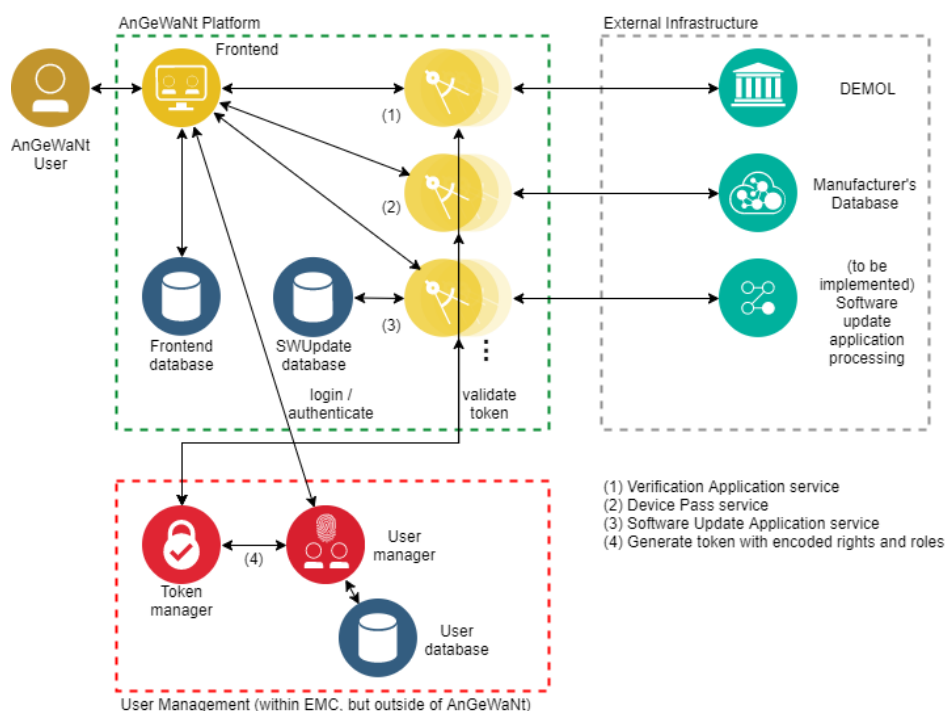 AnGeWaNt Platform
External Infrastructure
Frontend
AnGeWaNt
User
(1)
DEMOL
(2)
Manufacturer's
Database
(3)
(to be
implemented)
Software
update
application
processing
Frontend
database
SWUpdate
database
login /
authenticate
validate
token
(1) Verification Application service
(2) Device Pass service
(3) Software Update Application service
(4) Generate token with encoded rights and roles
(4)
User
manager
Token
manager
User
database
User Management (within EMC, but outside of AnGeWaNt)